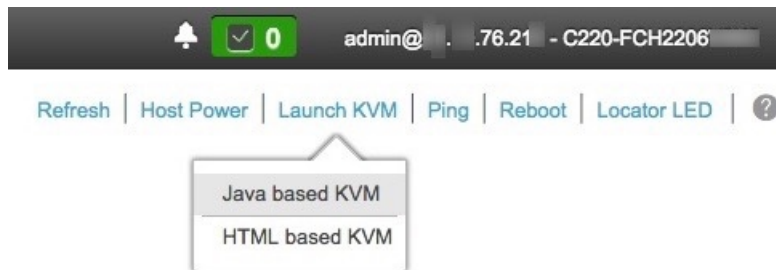 0 admin@ . .76.21 - C220-FCH2206
Refresh | Host Power | Launch KVM | Ping | Reboot | Locator LED | ?
Java based KVM
HTML based KVM